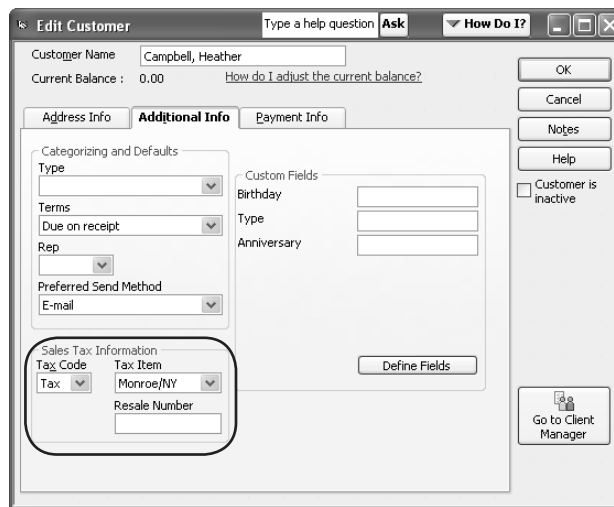 Edit Customer
Type a help question Ask
How Do I?
Customer Name
Campbell, Heather
Current Balance : 0.00
How do I adjust the current balance?
Address Info
Additional Info
Payment Info
Categorizing and Defaults
Type
Terms
Due on receipt
Rep
Preferred Send Method
E-mail
Sales Tax Information
Tax Code Tax Item
Tax Monroe/NY
Resale Number
Custom Fields
Birthday
Type
Anniversary
Define Fields
OK
Cancel
Notes
Help
Customer is
inactive
Go to Client
Manager